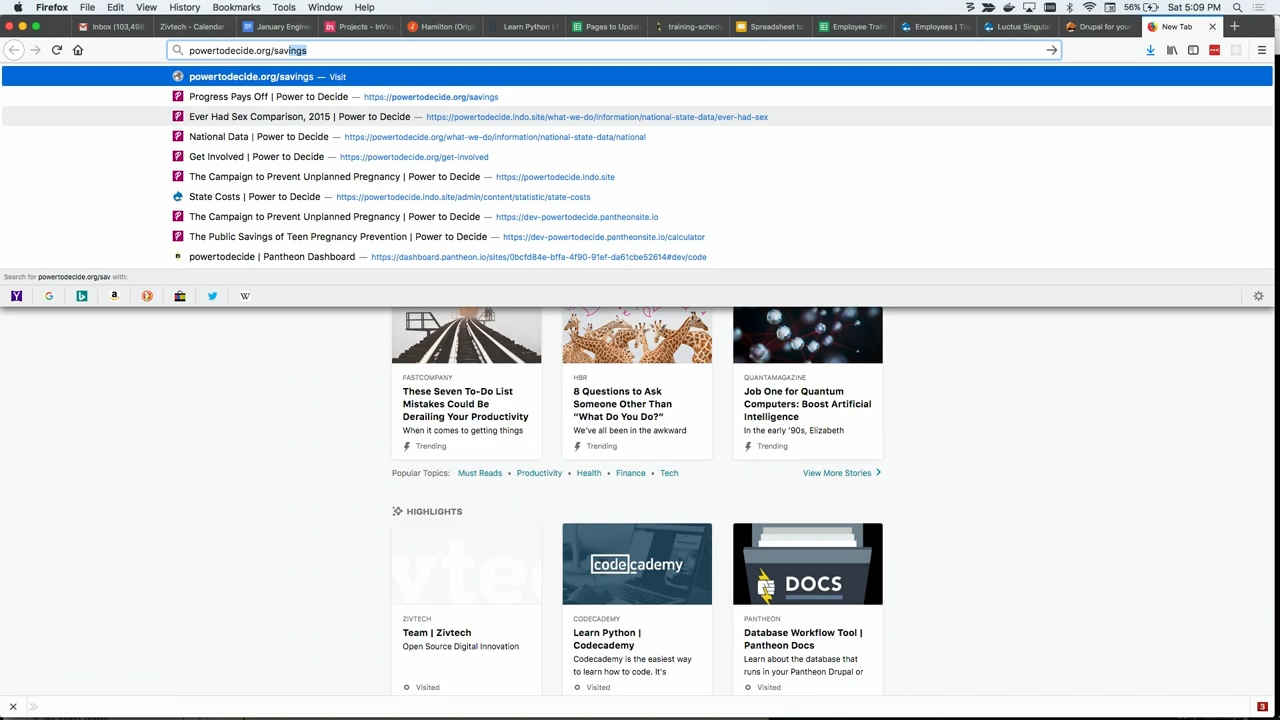 Firefox File Edit View History Bookmarks Tools Window Help 56% Sat 5:09 PM
Inbox (103,498 Zivtech - Calendar January Engineer Projects - InVis Hamilton (Orig Learn Python | Pages to Updat training-sched Spreadsheet to Employee Train Employees | Tr Luctus Singular Drupal for your New Tab
powertodecide.org/savings
powertodecide.org/savings — Visit
Progress Pays Off | Power to Decide — https://powertodecide.org/savings
Ever Had Sex Comparison, 2015 | Power to Decide — https://powertodecide.lndo.site/what-we-do/information/national-state-data/ever-had-sex
National Data | Power to Decide — https://powertodecide.org/what-we-do/information/national-state-data/national
Get Involved | Power to Decide — https://powertodecide.org/get-involved
The Campaign to Prevent Unplanned Pregnancy | Power to Decide — https://powertodecide.lndo.site
State Costs | Power to Decide — https://powertodecide.lndo.site/admin/content/statistic/state-costs
The Campaign to Prevent Unplanned Pregnancy | Power to Decide — https://dev-powertodecide.pantheonsite.io
The Public Savings of Teen Pregnancy Prevention | Power to Decide — https://dev-powertodecide.pantheonsite.io/calculator
powertodecide | Pantheon Dashboard — https://dashboard.pantheon.io/sites/0bcfd84e-bffa-4f90-91ef-da61cbe52614#dev/code
Search for powertodecide.org/sav with:
FASTCOMPANY
These Seven To-Do List
Mistakes Could Be
Derailing Your Productivity
When it comes to getting things
Trending
HBR
8 Questions to Ask
Someone Other Than
“What Do You Do?”
We’ve all been in the awkward
Trending
QUANTAMAGAZINE
Job One for Quantum
Computers: Boost Artificial
Intelligence
In the early ’90s, Elizabeth
Trending
Popular Topics: Must Reads • Productivity • Health • Finance • Tech View More Stories
HIGHLIGHTS
vtec
ZIVTECH
Team | Zivtech
Open Source Digital Innovation
Visited
codecademy
CODECADEMY
Learn Python |
Codecademy
Codecademy is the easiest way
to learn how to code. It's
Visited
DOCS
PANTHEON
Database Workflow Tool |
Pantheon Docs
Learn about the database that
runs in your Pantheon Drupal or
Visited
3